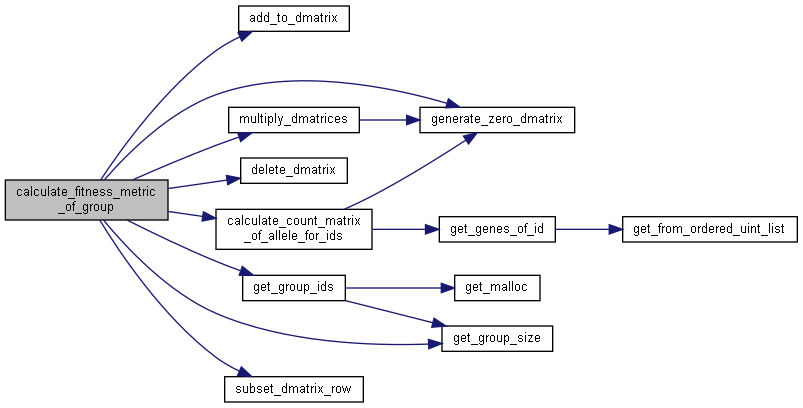 add_to_dmatrix
multiply_dmatrices
generate_zero_dmatrix
delete_dmatrix
calculate_fitness_metric
_of_group
calculate_count_matrix
_of_allele_for_ids
get_genes_of_id
get_from_ordered_uint_list
get_group_ids
get_malloc
get_group_size
subset_dmatrix_row